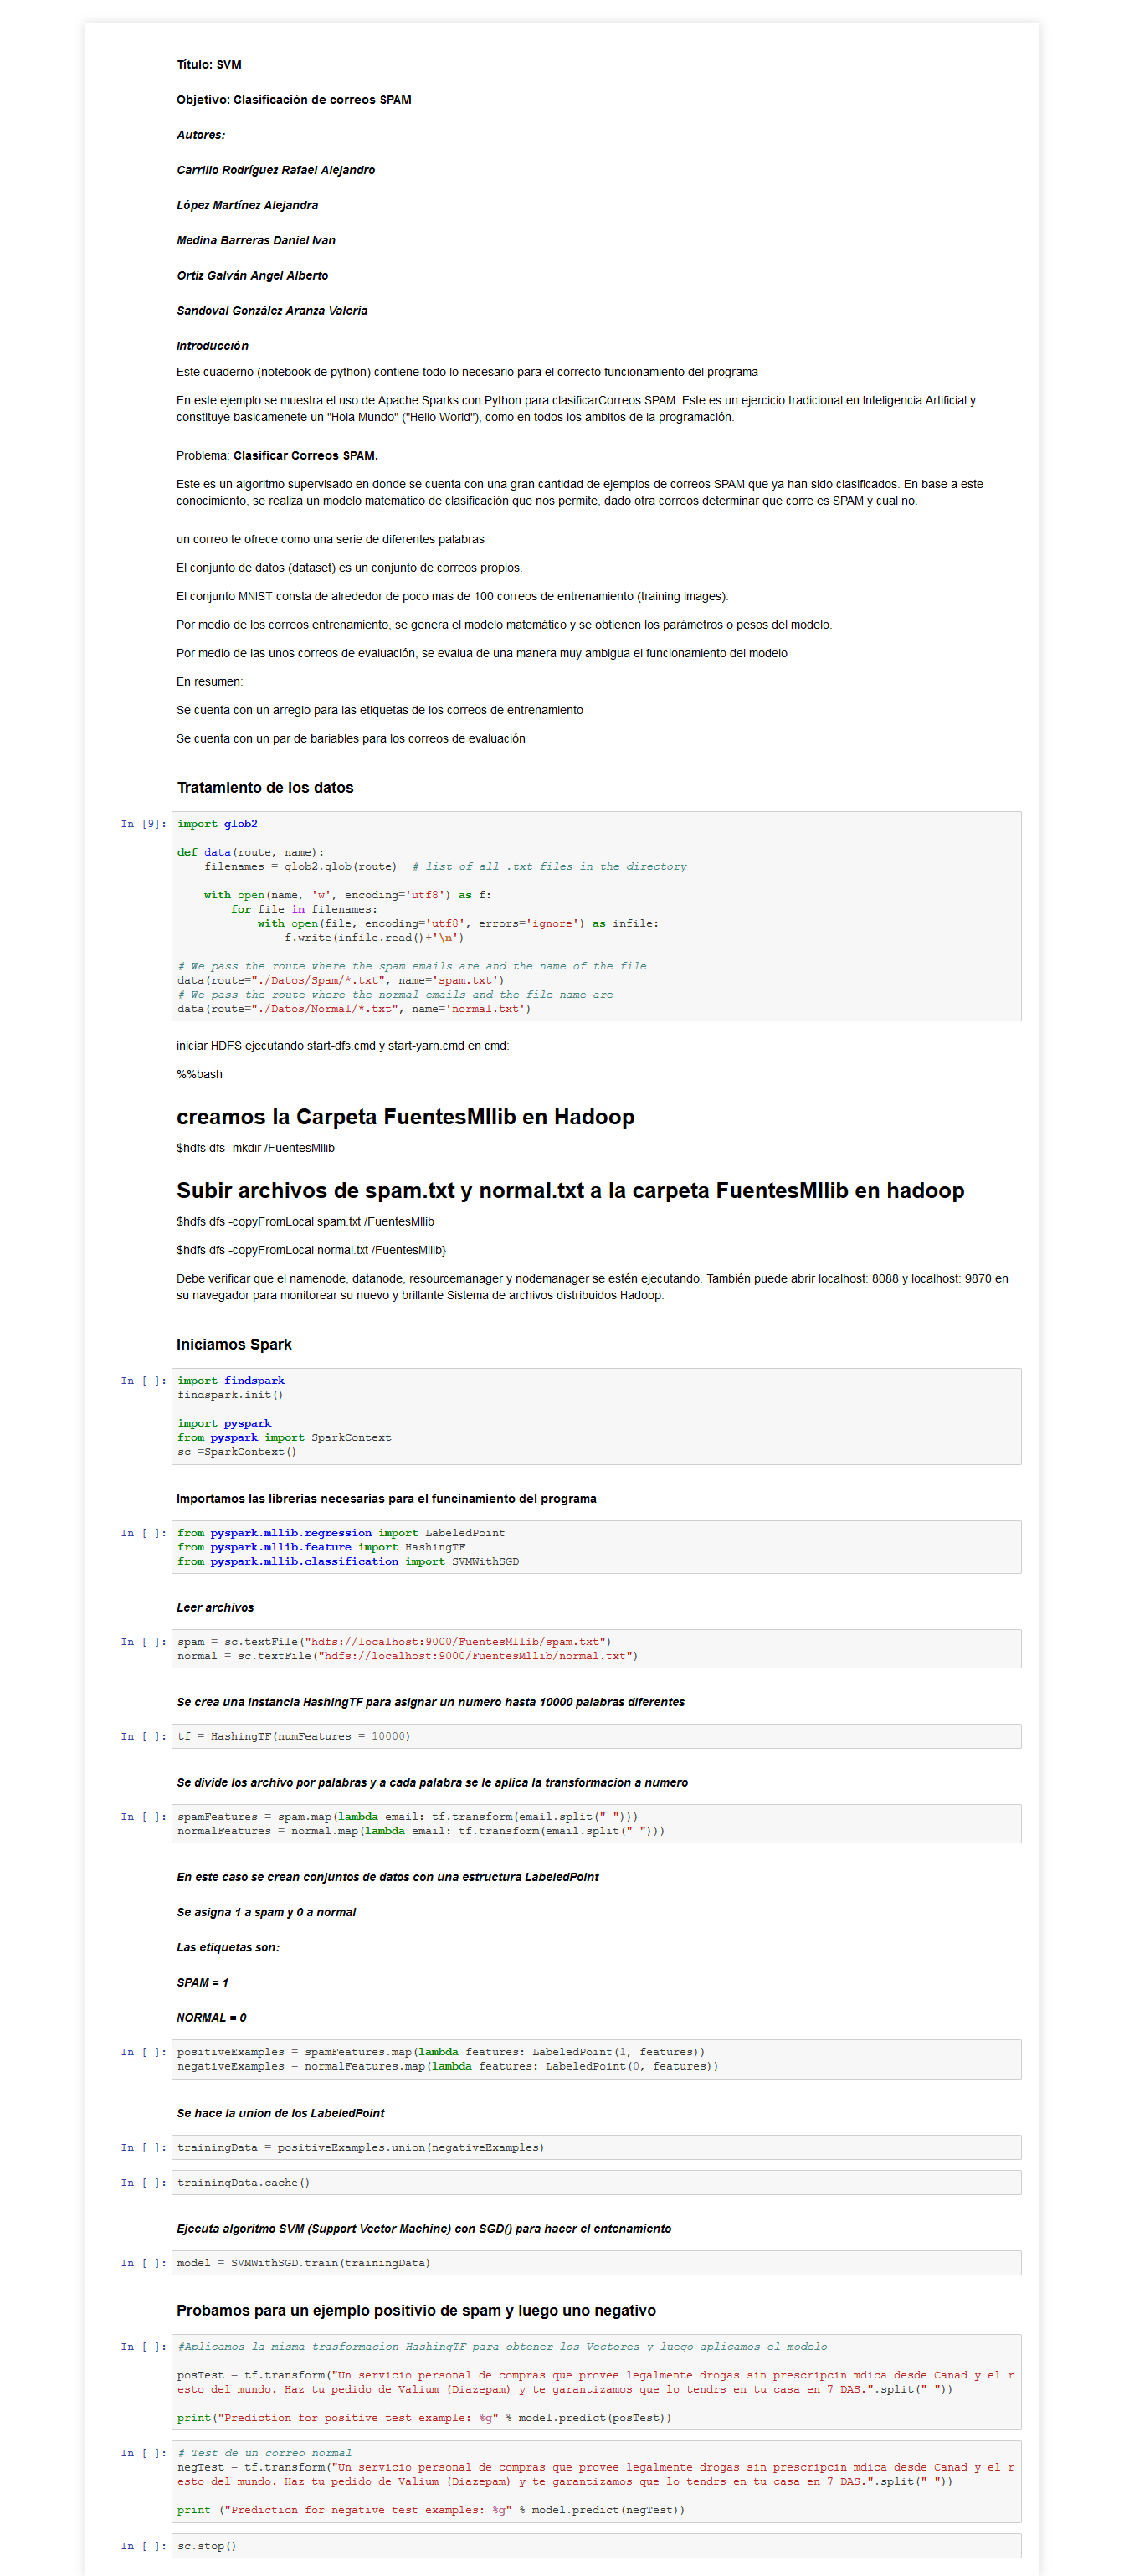 Título: SVM
Objetivo: Clasificación de correos SPAM
Autores:
Carrillo Rodríguez Rafael Alejandro
López Martínez Alejandra
Medina Barreras Daniel Ivan
Ortiz Galván Angel Alberto
Sandoval González Aranza Valeria
Introducción
Este cuaderno (notebook de python) contiene todo lo necesario para el correcto funcionamiento del programa
En este ejemplo se muestra el uso de Apache Sparks con Python para clasificarCorreos SPAM. Este es un ejercicio tradicional en Inteligencia Artificial y
constituye basicamenete un "Hola Mundo" ("Hello World"), como en todos los ambitos de la programación.
Problema: Clasificar Correos SPAM.
Este es un algoritmo supervisado en donde se cuenta con una gran cantidad de ejemplos de correos SPAM que ya han sido clasificados. En base a este
conocimiento, se realiza un modelo matemático de clasificación que nos permite, dado otra correos determinar que corre es SPAM y cual no.
un correo te ofrece como una serie de diferentes palabras
El conjunto de datos (dataset) es un conjunto de correos propios.
El conjunto MNIST consta de alrededor de poco mas de 100 correos de entrenamiento (training images).
Por medio de los correos entrenamiento, se genera el modelo matemático y se obtienen los parámetros o pesos del modelo.
Por medio de las unos correos de evaluación, se evalua de una manera muy ambigua el funcionamiento del modelo
En resumen:
Se cuenta con un arreglo para las etiquetas de los correos de entrenamiento
Se cuenta con un par de bariables para los correos de evaluación
Tratamiento de los datos
In [9]: import glob2
def data(route, name):
    filenames = glob2.glob(route)  # list of all .txt files in the directory
    with open(name, 'w', encoding='utf8') as f:
        for file in filenames:
            with open(file, encoding='utf8', errors='ignore') as infile:
                f.write(infile.read()+'\n')
# We pass the route where the spam emails are and the name of the file
data(route="./Datos/Spam/*.txt", name='spam.txt')
# We pass the route where the normal emails and the file name are
data(route="./Datos/Normal/*.txt", name='normal.txt')
iniciar HDFS ejecutando start-dfs.cmd y start-yarn.cmd en cmd:
%%bash
creamos la Carpeta FuentesMllib en Hadoop
$hdfs dfs -mkdir /FuentesMllib
Subir archivos de spam.txt y normal.txt a la carpeta FuentesMllib en hadoop
$hdfs dfs -copyFromLocal spam.txt /FuentesMllib
$hdfs dfs -copyFromLocal normal.txt /FuentesMllib}
Debe verificar que el namenode, datanode, resourcemanager y nodemanager se estén ejecutando. También puede abrir localhost: 8088 y localhost: 9870 en
su navegador para monitorear su nuevo y brillante Sistema de archivos distribuidos Hadoop:
Iniciamos Spark
In [ ]: import findspark
findspark.init()
import pyspark
from pyspark import SparkContext
sc =SparkContext()
Importamos las librerias necesarias para el funcinamiento del programa
In [ ]: from pyspark.mllib.regression import LabeledPoint
from pyspark.mllib.feature import HashingTF
from pyspark.mllib.classification import SVMWithSGD
Leer archivos
In [ ]: spam = sc.textFile("hdfs://localhost:9000/FuentesMllib/spam.txt")
normal = sc.textFile("hdfs://localhost:9000/FuentesMllib/normal.txt")
Se crea una instancia HashingTF para asignar un numero hasta 10000 palabras diferentes
In [ ]: tf = HashingTF(numFeatures = 10000)
Se divide los archivo por palabras y a cada palabra se le aplica la transformacion a numero
In [ ]: spamFeatures = spam.map(lambda email: tf.transform(email.split(" ")))
normalFeatures = normal.map(lambda email: tf.transform(email.split(" ")))
En este caso se crean conjuntos de datos con una estructura LabeledPoint
Se asigna 1 a spam y 0 a normal
Las etiquetas son:
SPAM = 1
NORMAL = 0
In [ ]: positiveExamples = spamFeatures.map(lambda features: LabeledPoint(1, features))
negativeExamples = normalFeatures.map(lambda features: LabeledPoint(0, features))
Se hace la union de los LabeledPoint
In [ ]: trainingData = positiveExamples.union(negativeExamples)
In [ ]: trainingData.cache()
Ejecuta algoritmo SVM (Support Vector Machine) con SGD() para hacer el entenamiento
In [ ]: model = SVMWithSGD.train(trainingData)
Probamos para un ejemplo positivio de spam y luego uno negativo
In [ ]: #Aplicamos la misma trasformacion HashingTF para obtener los Vectores y luego aplicamos el modelo
posTest = tf.transform("Un servicio personal de compras que provee legalmente drogas sin prescripcin mdica desde Canad y el r
esto del mundo. Haz tu pedido de Valium (Diazepam) y te garantizamos que lo tendrs en tu casa en 7 DAS.".split(" "))
print("Prediction for positive test example: %g" % model.predict(posTest))
In [ ]: # Test de un correo normal
negTest = tf.transform("Un servicio personal de compras que provee legalmente drogas sin prescripcin mdica desde Canad y el r
esto del mundo. Haz tu pedido de Valium (Diazepam) y te garantizamos que lo tendrs en tu casa en 7 DAS.".split(" "))
print ("Prediction for negative test examples: %g" % model.predict(negTest))
In [ ]: sc.stop()